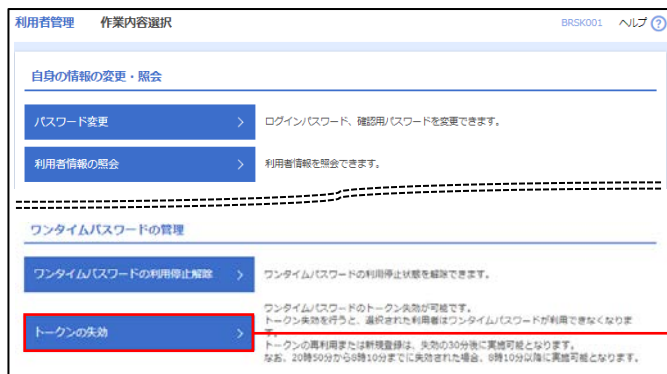 利用者管理 作業内容選択 BRSK001 ヘルプ ?
自身の情報の変更・照会
パスワード変更 > ログインパスワード、確認用パスワードを変更できます。
利用者情報の照会 > 利用者情報を照会できます。
ワンタイムパスワードの管理
ワンタイムパスワードの利用停止解除 > ワンタイムパスワードの利用停止状態を解除できます。
トークンの失効 >
ワンタイムパスワードのトークン失効が可能です。
トークン失効を行うと、選択された利用者はワンタイムパスワードが利用できなくなりま
す。
トークンの再利用または新規登録は、失効の30分後に実施可能となります。
なお、20時50分から8時10分までに失効された場合、8時10分以降に実施可能となります。